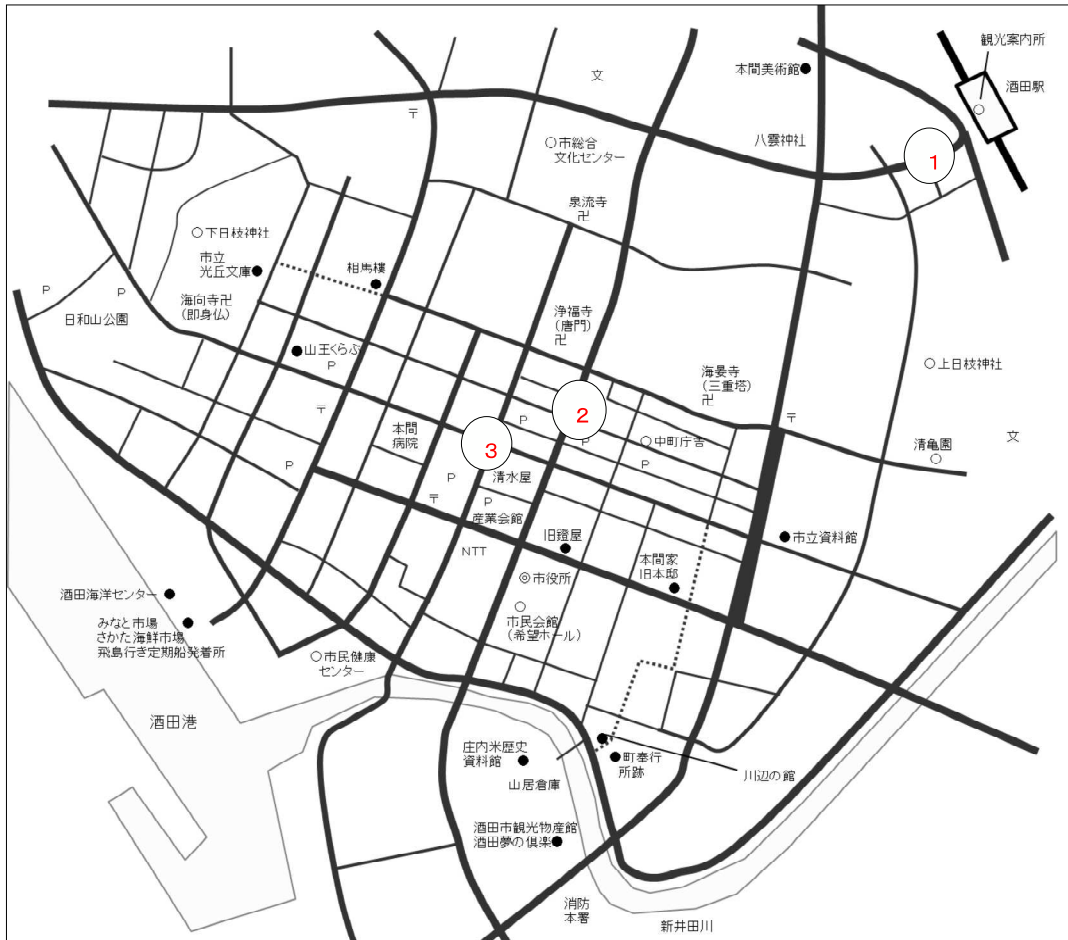 観光案内所
酒田駅
本間美術館
文
〒
八雲神社
市総合
文化センター
1
泉流寺
卍
下日枝神社
市立
光丘文庫
相馬樓
P
P
海向寺卍
(即身仏)
日和山公園
浄福寺
(唐門)
卍
山王くらぶ
P
海晏寺
(三重塔)
卍
上日枝神社
〒
2
P
P
〒
本間
病院
3
中町庁舎
文
清亀園
P
P
P
清水屋
P
〒
産業会館
旧鐙屋
市立資料館
NTT
本間家
旧本邸
市役所
酒田海洋センター
市民会館
(希望ホール)
みなと市場
さかた海鮮市場
飛島行き定期船発着所
市民健康
センター
酒田港
庄内米歴史
資料館
町奉行
所跡
川辺の館
山居倉庫
酒田市観光物産館
酒田夢の倶楽
消防
本署
新井田川